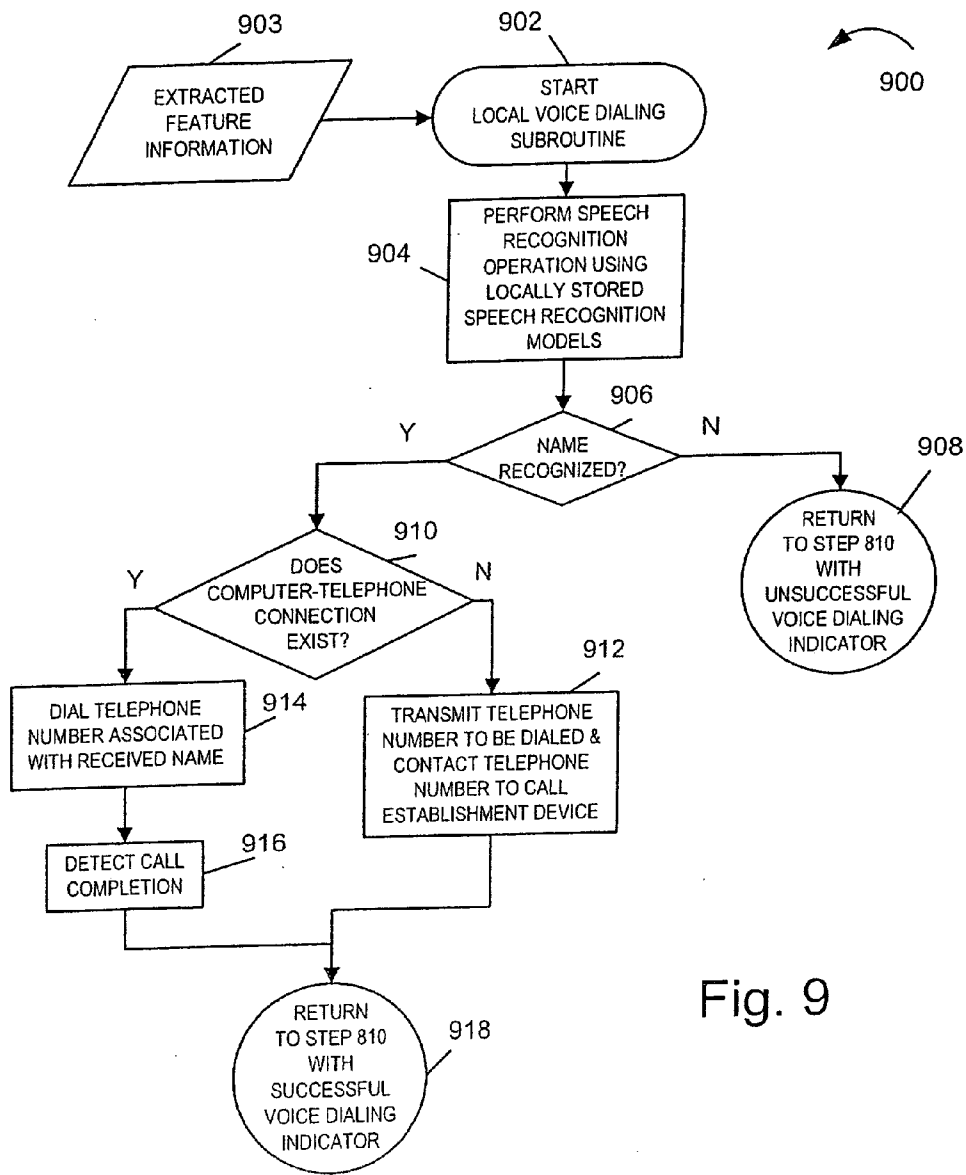 903
902
900
EXTRACTED
FEATURE
INFORMATION
START
LOCAL VOICE DIALING
SUBROUTINE
904
PERFORM SPEECH
RECOGNITION
OPERATION USING
LOCALLY STORED
SPEECH RECOGNITION
MODELS
906
Y
N
NAME
RECOGNIZED?
908
RETURN
TO STEP 810
WITH
UNSUCCESSFUL
VOICE DIALING
INDICATOR
910
Y
N
DOES
COMPUTER-TELEPHONE
CONNECTION
EXIST?
912
914
DIAL TELEPHONE
NUMBER ASSOCIATED
WITH RECEIVED NAME
TRANSMIT TELEPHONE
NUMBER TO BE DIALED &
CONTACT TELEPHONE
NUMBER TO CALL
ESTABLISHMENT DEVICE
916
DETECT CALL
COMPLETION
918
RETURN
TO STEP 810
WITH
SUCCESSFUL
VOICE DIALING
INDICATOR
Fig. 9